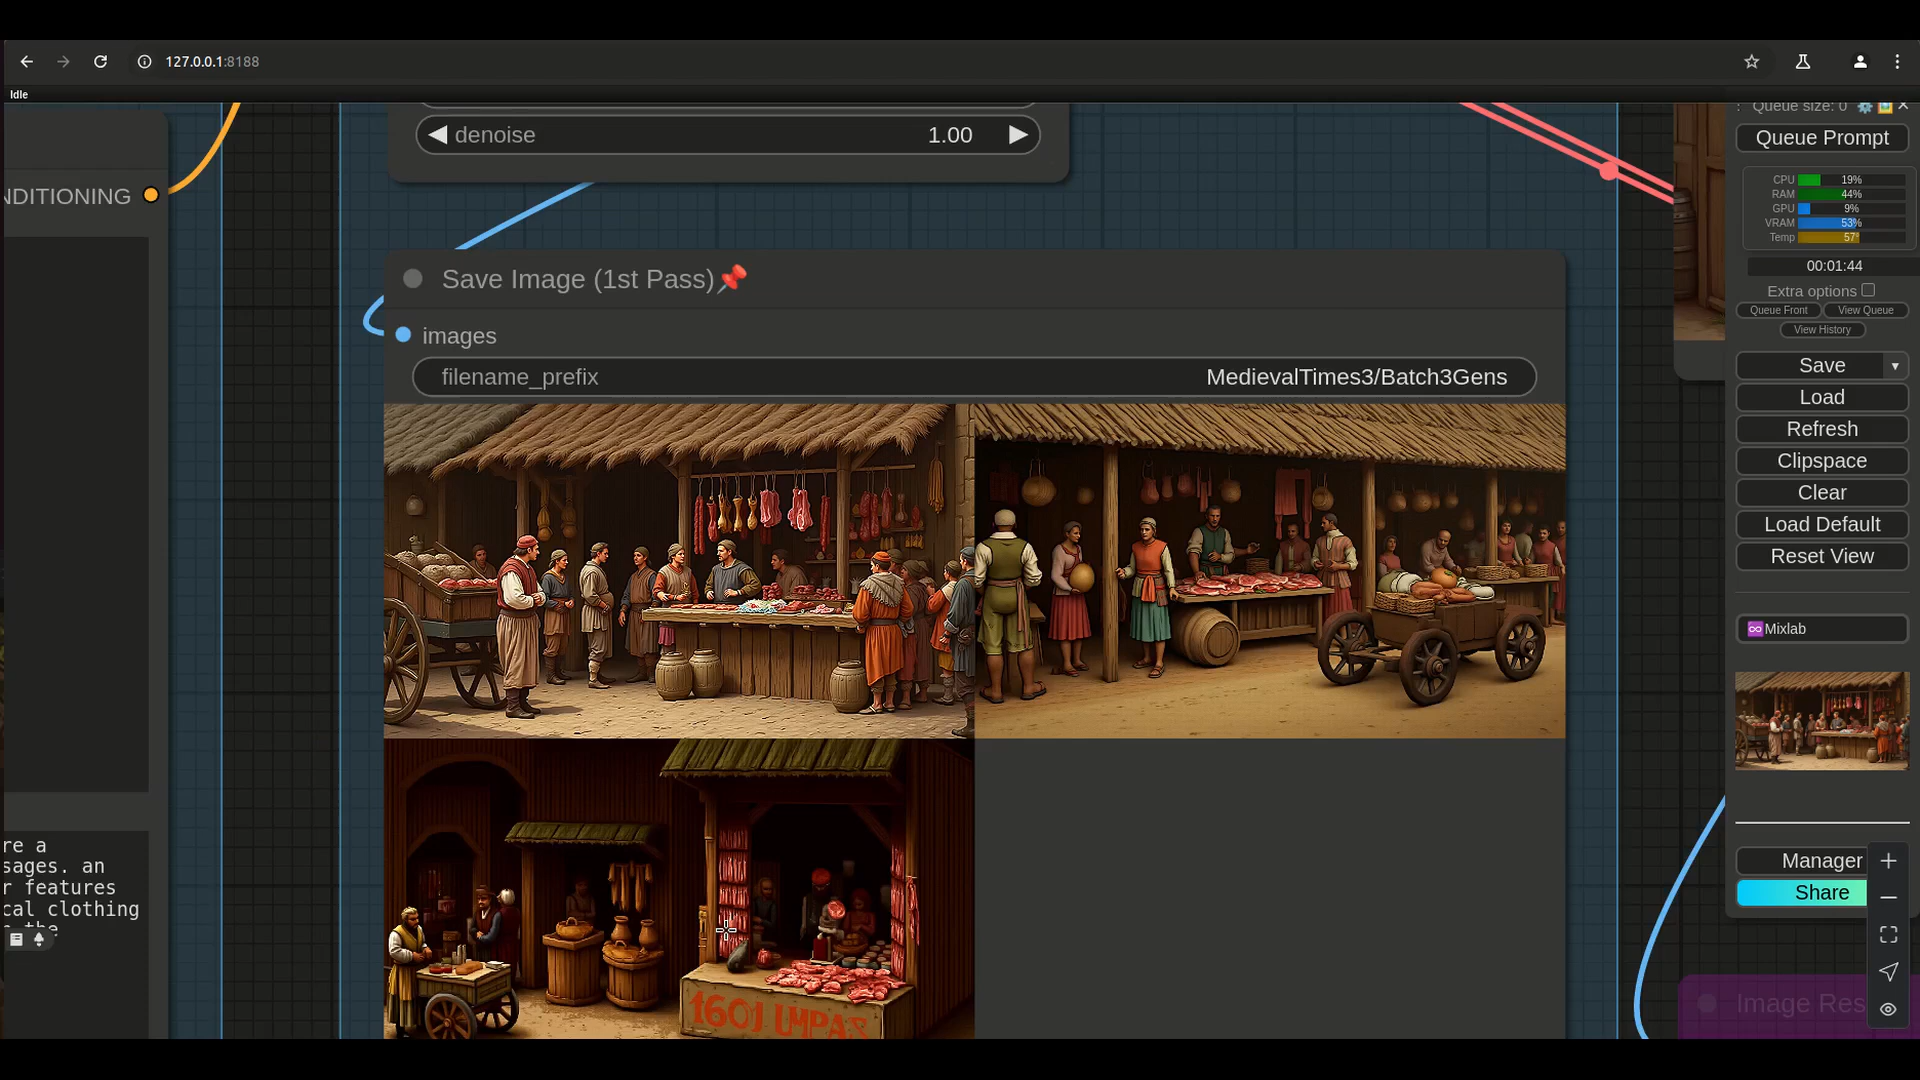 127.0.0.1:8188
Idle
Queue size: 0
denoise 1.00
Queue Prompt
NDITIONING
CPU 19%
RAM 44%
GPU 9%
VRAM 53%
Temp 57°
00:01:44
Save Image (1st Pass)
Extra options
Queue Front
View Queue
View History
images
filename_prefix MedievalTimes3/Batch3Gens
Save
Load
Refresh
Clipspace
Clear
Load Default
Reset View
Mixlab
re a
sages. an
r features
cal clothing
the
Manager
Share
Image Res
160J UMPAS